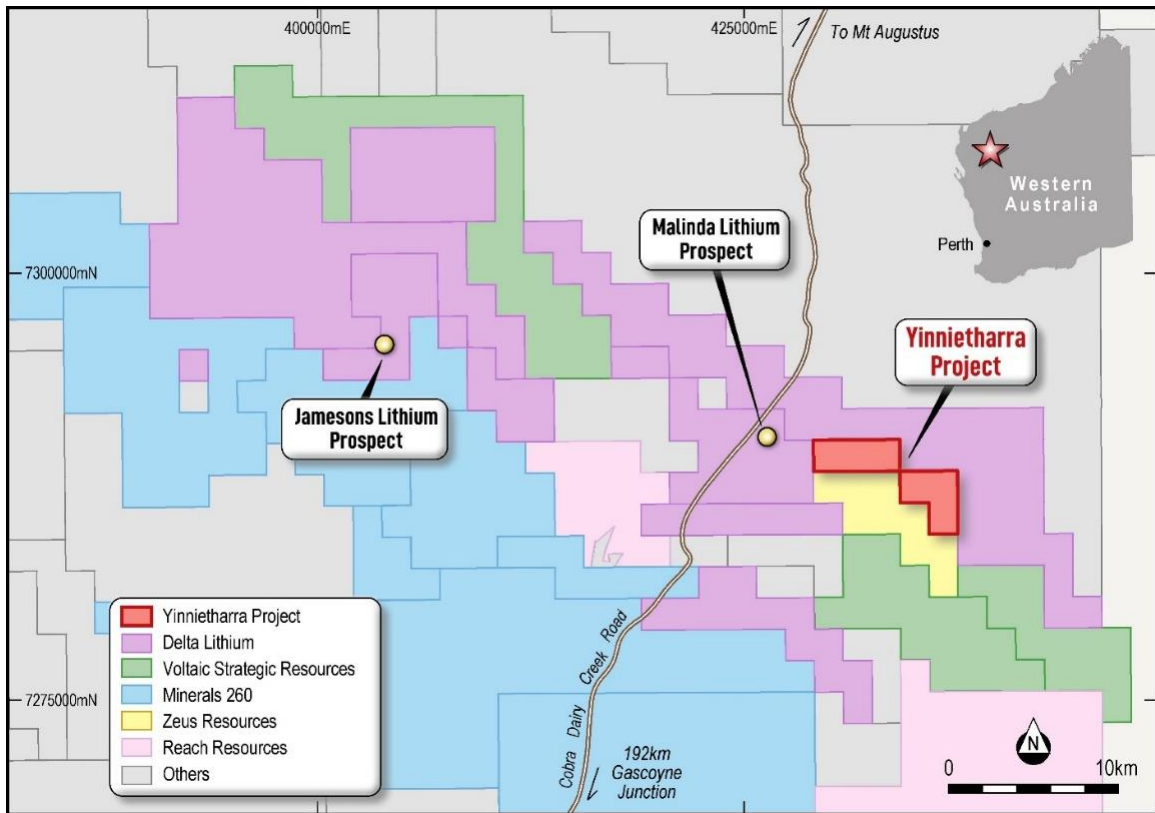 400000mE
425000mE
To Mt Augustus
Western
Australia
Perth
Malinda Lithium
Prospect
7300000mN
Yinnietharra
Project
Jamesons Lithium
Prospect
Yinnietharra Project
Delta Lithium
Voltaic Strategic Resources
Minerals 260
Zeus Resources
Reach Resources
Others
7275000mN
Cobra Dairy Creek Road
192km
Gascoyne
Junction
N
0 10km